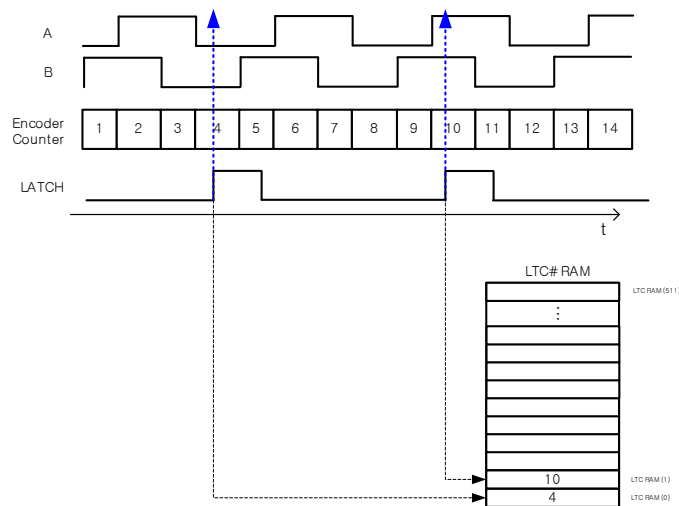 A
B
Encoder
Counter
1 2 3 4 5 6 7 8 9 10 11 12 13 14
LATCH
t
LTC# RAM
LTC RAM(511)
⋮
10 LTC RAM(1)
4 LTC RAM(0)